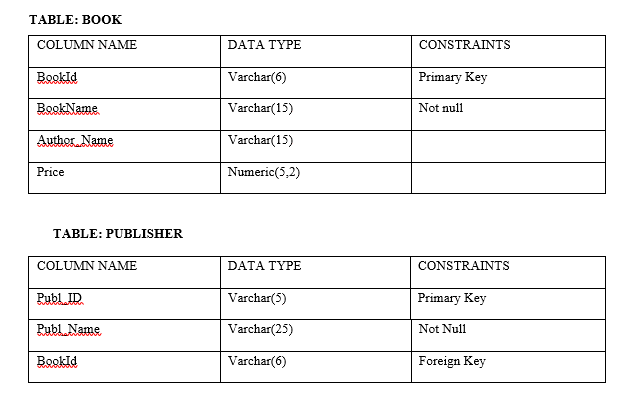 TABLE: BOOK
COLUMN NAME DATA TYPE CONSTRAINTS
BookId Varchar(6) Primary Key
BookName Varchar(15) Not null
Author_Name Varchar(15)
Price Numeric(5,2)
TABLE: PUBLISHER
COLUMN NAME DATA TYPE CONSTRAINTS
Publ_ID Varchar(5) Primary Key
Publ_Name Varchar(25) Not Null
BookId Varchar(6) Foreign Key